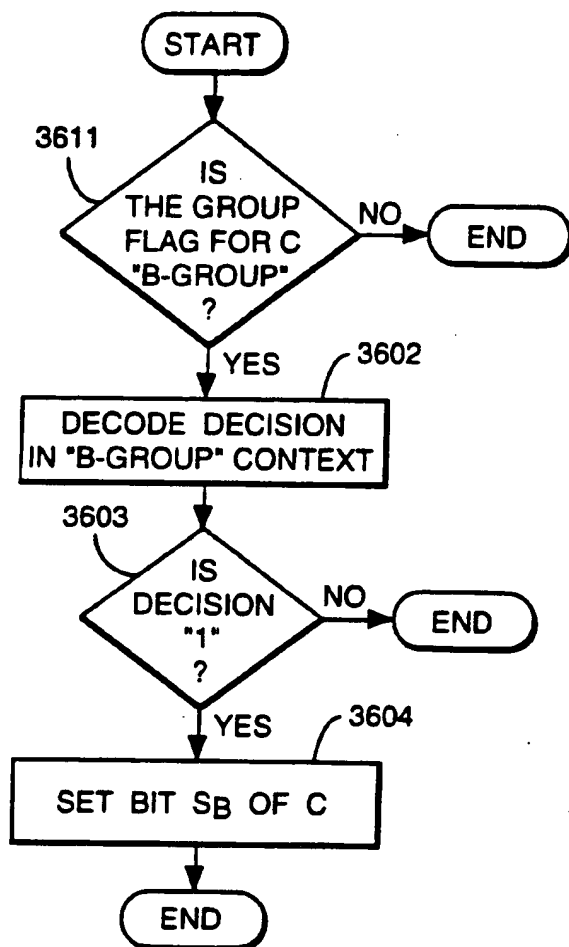 START
3611
IS
THE GROUP
FLAG FOR C
"B-GROUP"
?
NO
END
YES
3602
DECODE DECISION
IN "B-GROUP" CONTEXT
3603
IS
DECISION
"1"
?
NO
END
YES
3604
SET BIT SB OF C
END